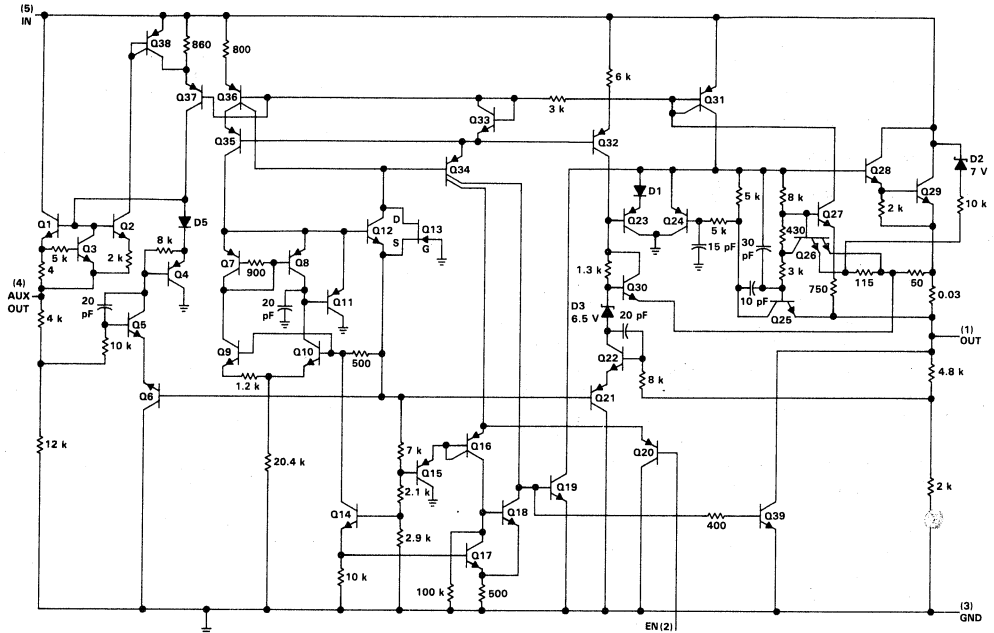 (5)
IN
Q38
860
800
Q37
Q36
Q33
3 k
6 k
Q31
Q35
Q34
Q32
Q28
Q29
D2
7 V
Q1
Q2
D5
Q12
D
Q13
S
G
D1
Q23
Q24
5 k
5 k
15 pF
30
pF
8 k
Q27
2 k
10 k
Q3
5 k
2 k
8 k
Q4
4
(4)
AUX
OUT
Q7
900
Q8
430
Q26
3 k
1.3 k
Q30
115
50
20
pF
20
pF
Q11
10 pF
750
Q25
0.03
4 k
Q5
D3
6.5 V
20 pF
(1)
OUT
10 k
Q9
Q10
500
Q22
1.2 k
8 k
4.8 k
Q6
Q21
12 k
20.4 k
7 k
Q15
Q16
Q20
2.1 k
Q18
Q19
2 k
Q14
2.9 k
400
Q39
Q17
10 k
100 k
500
(3)
GND
EN(2)